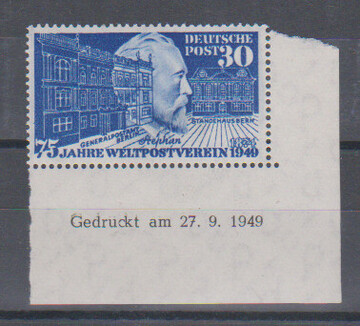 DEUTSCHE
POST 30
GENERALPOSTAMT
BERLIN
Stephan
STÄNDEHAUS BERN
75 JAHRE WELTPOSTVEREIN 1949
Gedruckt am 27. 9. 1949